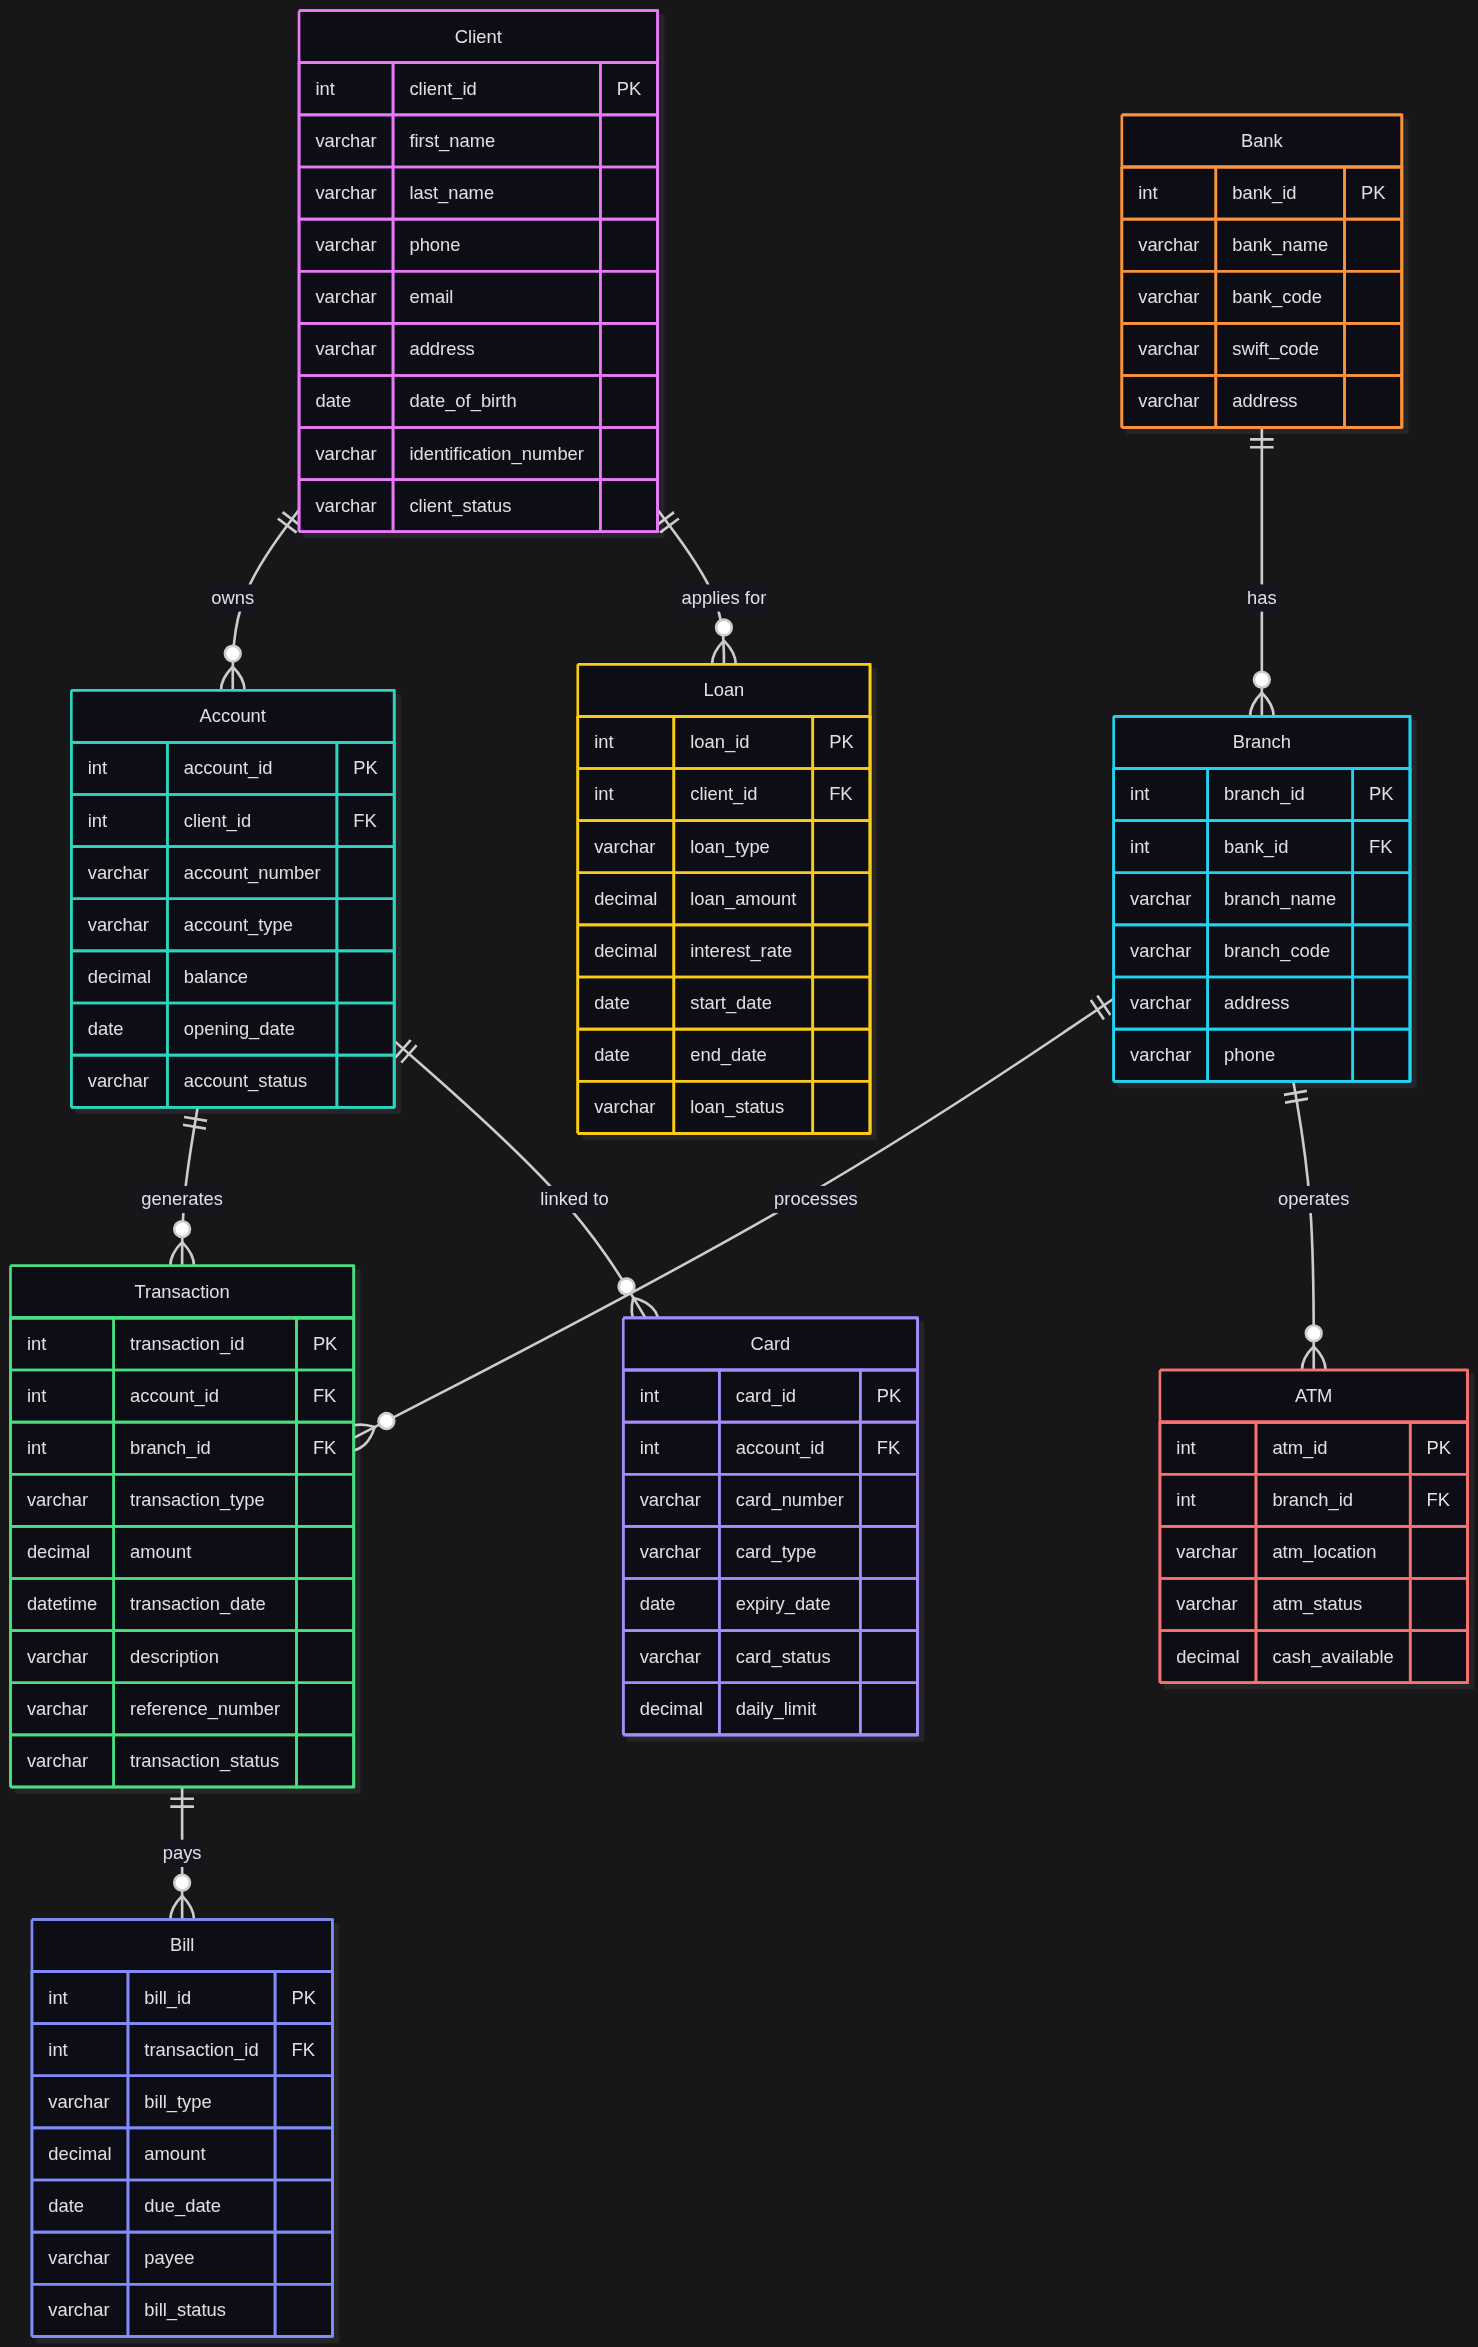 Client
int client_id PK
varchar first_name
varchar last_name
varchar phone
varchar email
varchar address
date date_of_birth
varchar identification_number
varchar client_status
Bank
int bank_id PK
varchar bank_name
varchar bank_code
varchar swift_code
varchar address
owns
applies for
has
Account
int account_id PK
int client_id FK
varchar account_number
varchar account_type
decimal balance
date opening_date
varchar account_status
Loan
int loan_id PK
int client_id FK
varchar loan_type
decimal loan_amount
decimal interest_rate
date start_date
date end_date
varchar loan_status
Branch
int branch_id PK
int bank_id FK
varchar branch_name
varchar branch_code
varchar address
varchar phone
generates
linked to
processes
operates
Transaction
int transaction_id PK
int account_id FK
int branch_id FK
varchar transaction_type
decimal amount
datetime transaction_date
varchar description
varchar reference_number
varchar transaction_status
Card
int card_id PK
int account_id FK
varchar card_number
varchar card_type
date expiry_date
varchar card_status
decimal daily_limit
ATM
int atm_id PK
int branch_id FK
varchar atm_location
varchar atm_status
decimal cash_available
pays
Bill
int bill_id PK
int transaction_id FK
varchar bill_type
decimal amount
date due_date
varchar payee
varchar bill_status